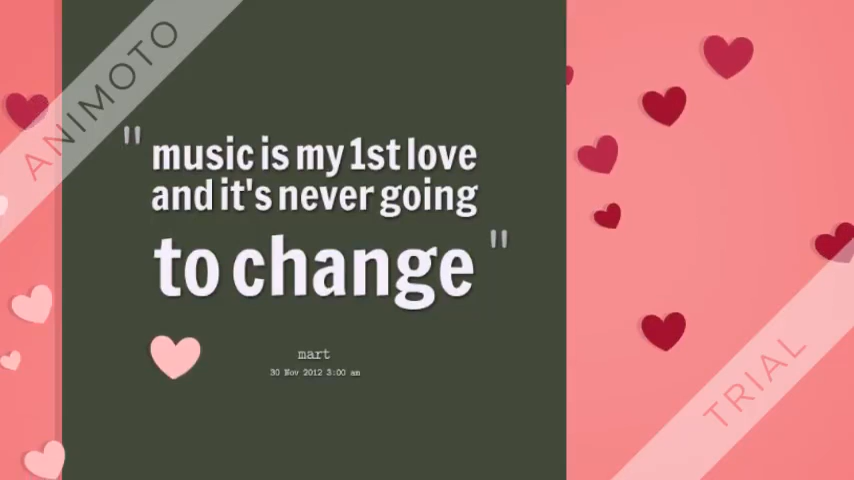 ANIMOTO
" music is my 1st love
and it's never going
to change "
mart
30 Nov 2012 3:00 am
TRIAL